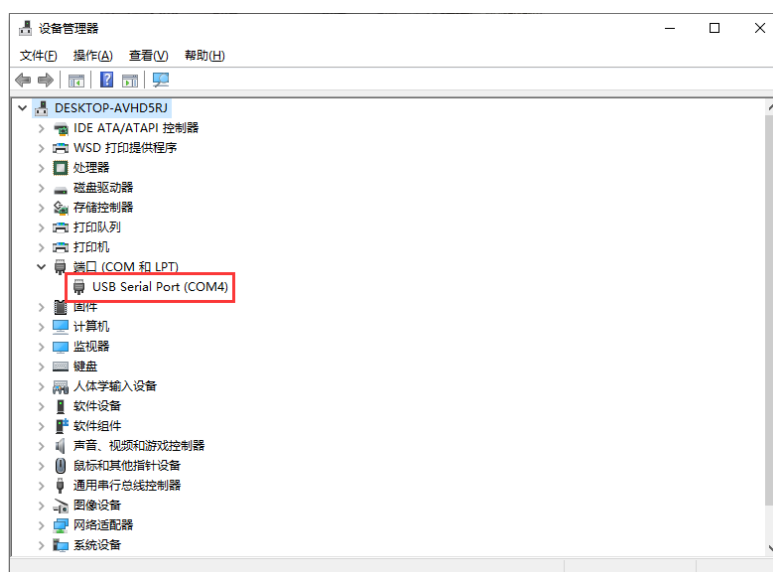 设备管理器
文件(F) 操作(A) 查看(V) 帮助(H)
DESKTOP-AVHD5RJ
IDE ATA/ATAPI 控制器
WSD 打印提供程序
处理器
磁盘驱动器
存储控制器
打印队列
打印机
端口 (COM 和 LPT)
USB Serial Port (COM4)
固件
计算机
监视器
键盘
人体学输入设备
软件设备
软件组件
声音、视频和游戏控制器
鼠标和其他指针设备
通用串行总线控制器
图像设备
网络适配器
系统设备